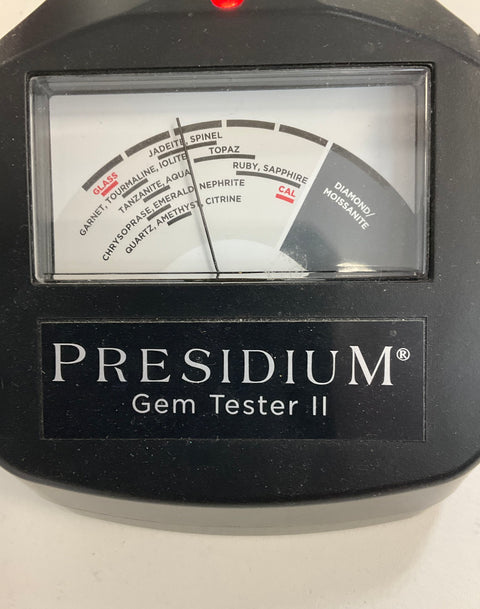 JADEITE, SPINEL
TOPAZ
GLASS
GARNET, TOURMALINE, IOLITE
RUBY, SAPPHIRE
TANZANITE, AQUA
CAL
CHRYSOPRASE, EMERALD, NEPHRITE
QUARTZ, AMETHYST, CITRINE
DIAMOND/
MOISSANITE
PRESIDIUM®
Gem Tester II